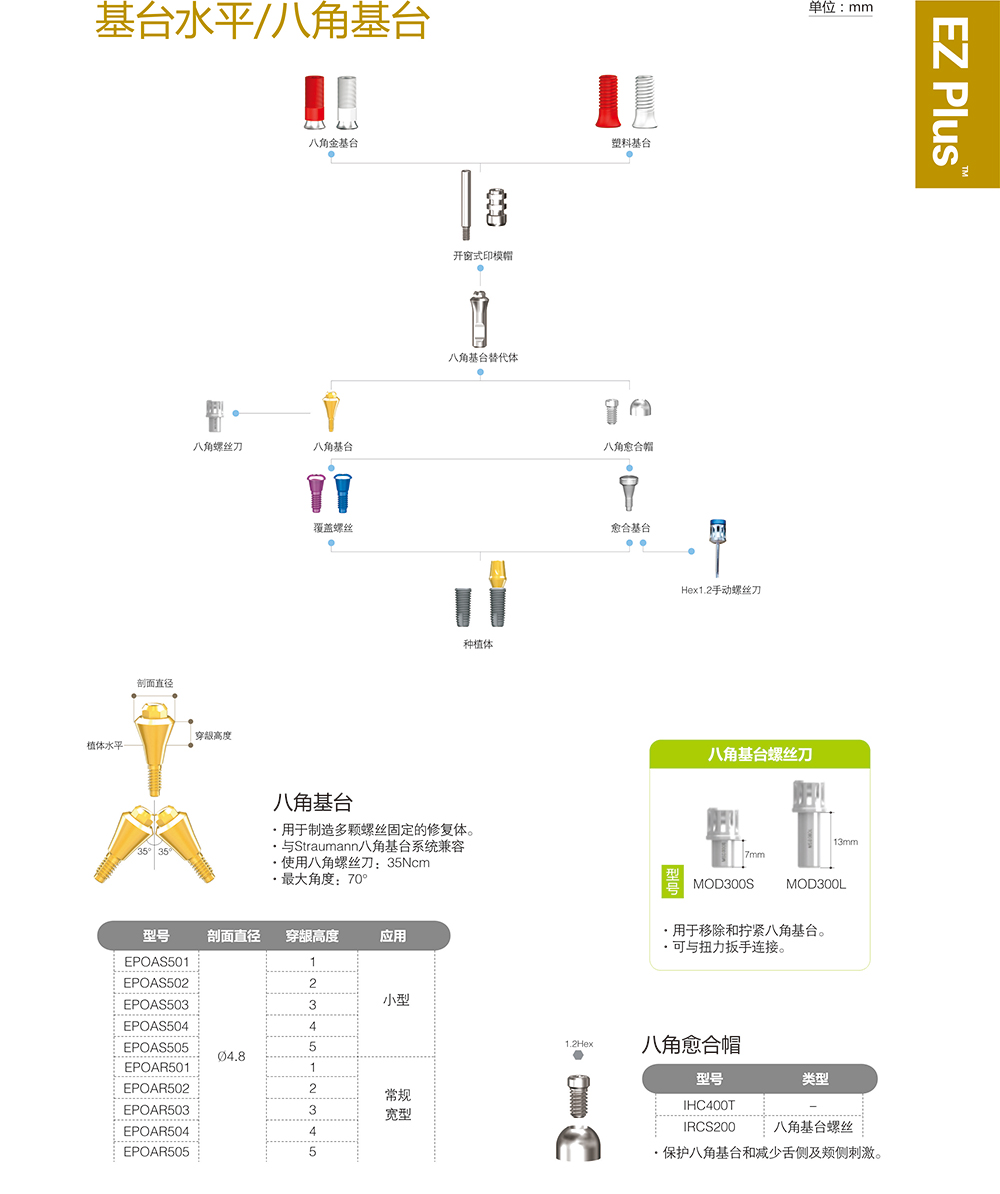 基台水平/八角基台
单位：mm
EZ Plus™
八角金基台
塑料基台
开窗式印模帽
八角基台替代体
八角螺丝刀
八角基台
八角愈合帽
覆盖螺丝
愈合基台
Hex1.2手动螺丝刀
种植体
剖面直径
穿龈高度
植体水平
35° 35°
八角基台
・用于制造多颗螺丝固定的修复体。
・与Straumann八角基台系统兼容
・使用八角螺丝刀：35Ncm
・最大角度：70°
型号 剖面直径 穿龈高度 应用
EPOAS501 1
EPOAS502 2
EPOAS503 3
小型
EPOAS504 4
EPOAS505 5
Ø4.8
EPOAR501 1
EPOAR502 2
常规
EPOAR503 3
宽型
EPOAR504 4
EPOAR505 5
八角基台螺丝刀
7mm
13mm
型号
MOD300S MOD300L
・用于移除和拧紧八角基台。
・可与扭力扳手连接。
1.2Hex
八角愈合帽
型号 类型
IHC400T –
IRCS200 八角基台螺丝
・保护八角基台和减少舌侧及颊侧刺激。